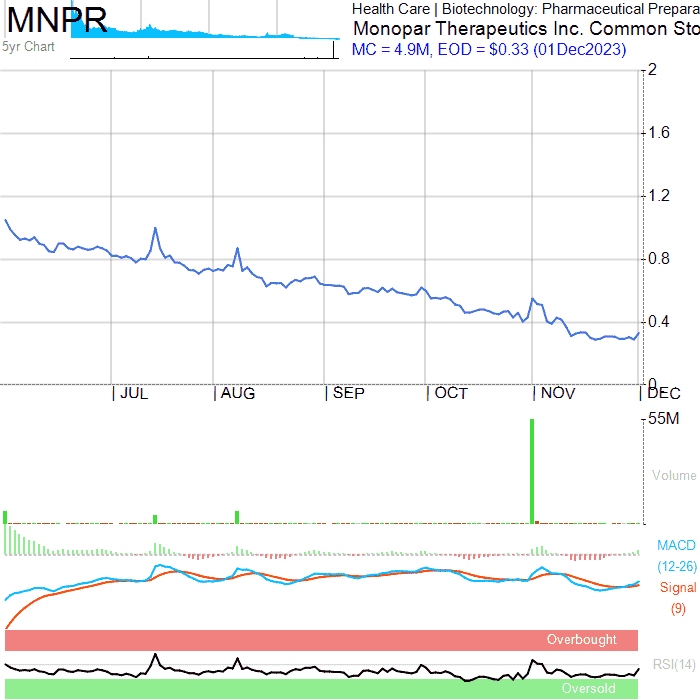 MNPR
5yr Chart
Health Care | Biotechnology: Pharmaceutical Prepara
Monopar Therapeutics Inc. Common Sto
MC = 4.9M, EOD = $0.33 (01Dec2023)
2
1.6
1.2
0.8
0.4
0
JUL AUG SEP OCT NOV DEC
55M
Volume
MACD
(12-26)
Signal
(9)
Overbought
RSI(14)
Oversold